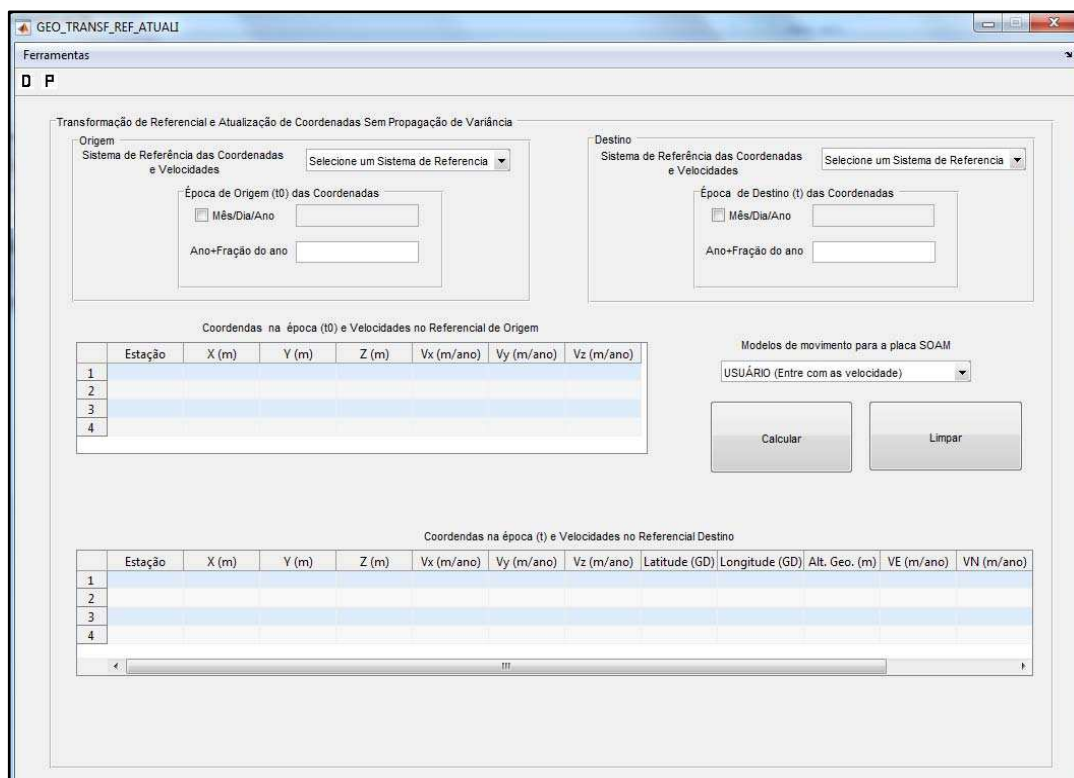 GEO_TRANSF_REF_ATUALI
Ferramentas
D P
Transformação de Referencial e Atualização de Coordenadas Sem Propagação de Variância
Origem
Sistema de Referência das Coordenadas
e Velocidades
Selecione um Sistema de Referencia
Época de Origem (t0) das Coordenadas
Mês/Dia/Ano
Ano+Fração do ano
Destino
Sistema de Referência das Coordenadas
e Velocidades
Selecione um Sistema de Referencia
Época de Destino (t) das Coordenadas
Mês/Dia/Ano
Ano+Fração do ano
Coordendas na época (t0) e Velocidades no Referencial de Origem
Estação X (m) Y (m) Z (m) Vx (m/ano) Vy (m/ano) Vz (m/ano)
1
2
3
4
Modelos de movimento para a placa SOAM
USUÁRIO (Entre com as velocidade)
Calcular Limpar
Coordendas na época (t) e Velocidades no Referencial Destino
Estação X (m) Y (m) Z (m) Vx (m/ano) Vy (m/ano) Vz (m/ano) Latitude (GD) Longitude (GD) Alt. Geo. (m) VE (m/ano) VN (m/ano)
1
2
3
4